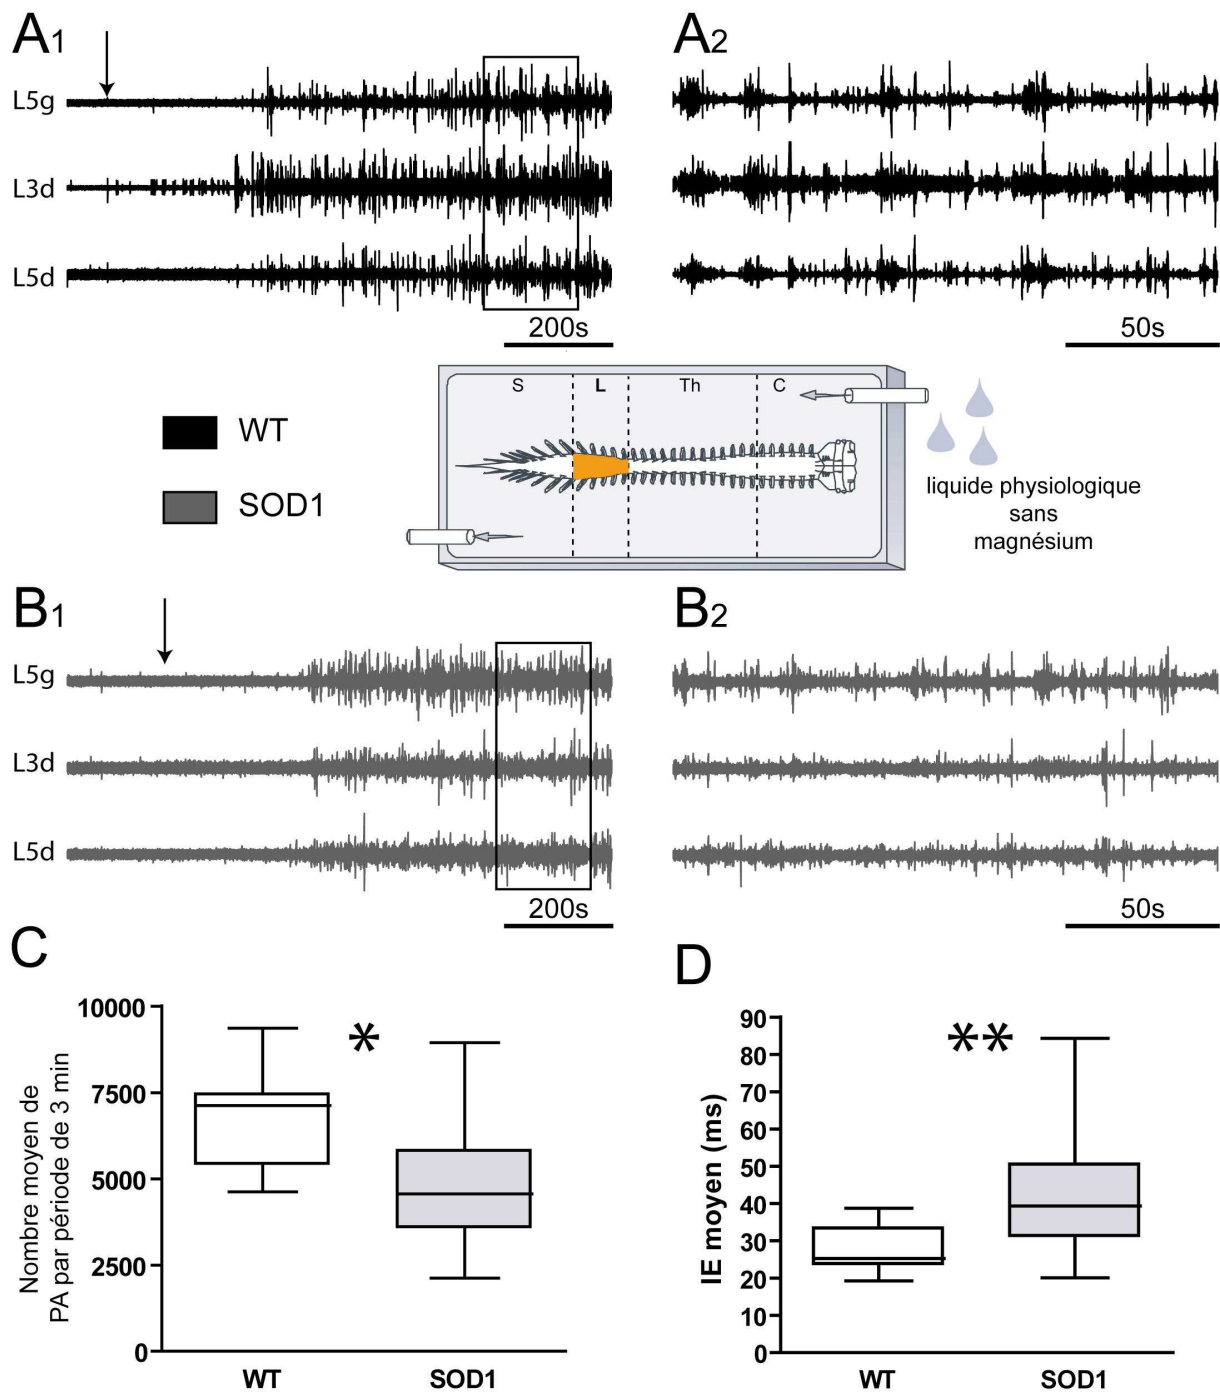 A1
A2
L5g
L3d
L5d
200s
50s
S L Th C
WT
SOD1
liquide physiologique
sans
magnésium
B1
B2
L5g
L3d
L5d
200s
50s
C
Nombre moyen de
PA par période de 3 min
10000
7500
5000
2500
0
*
WT SOD1
D
IE moyen (ms)
90
80
70
60
50
40
30
20
10
0
**
WT SOD1